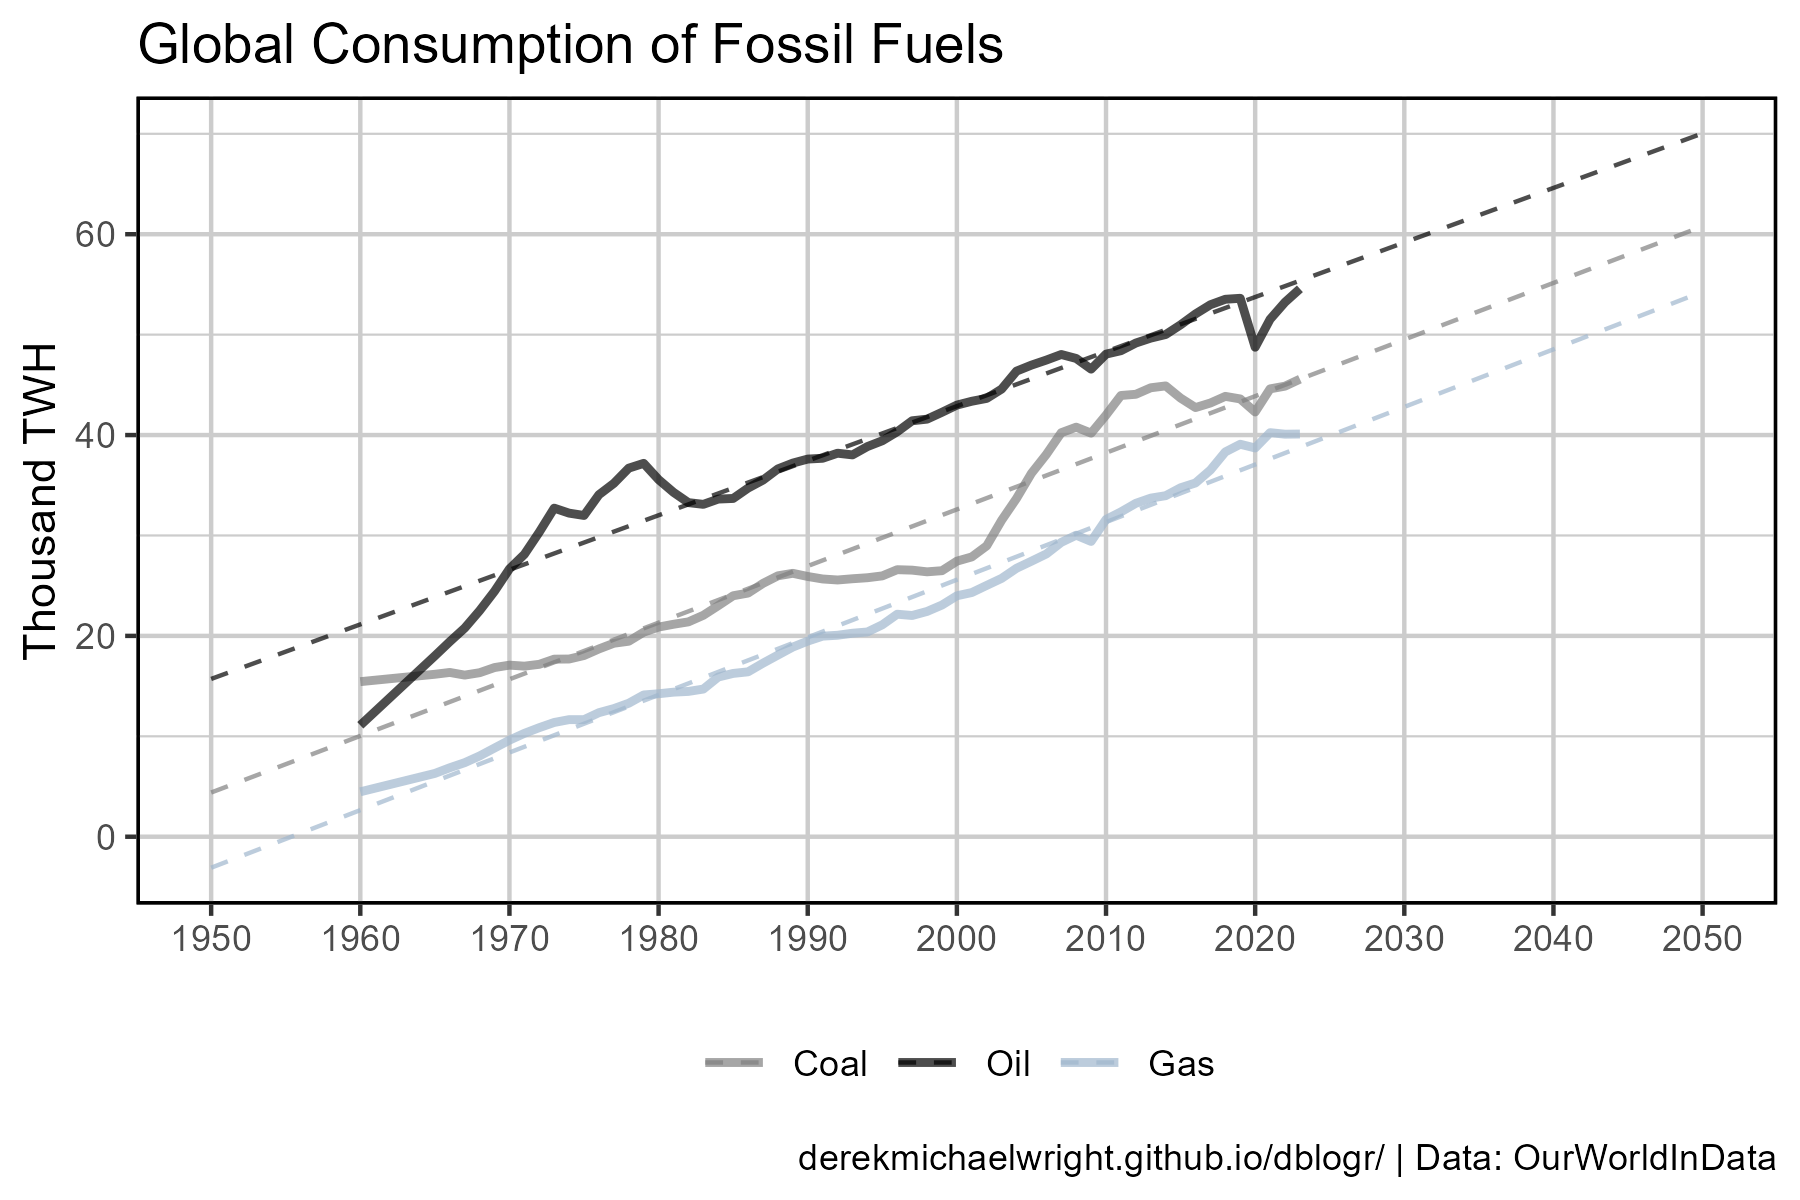 Global Consumption of Fossil Fuels
Thousand TWH
60
40
20
0
1950 1960 1970 1980 1990 2000 2010 2020 2030 2040 2050
Coal Oil Gas
derekmichaelwright.github.io/dblogr/ | Data: OurWorldInData